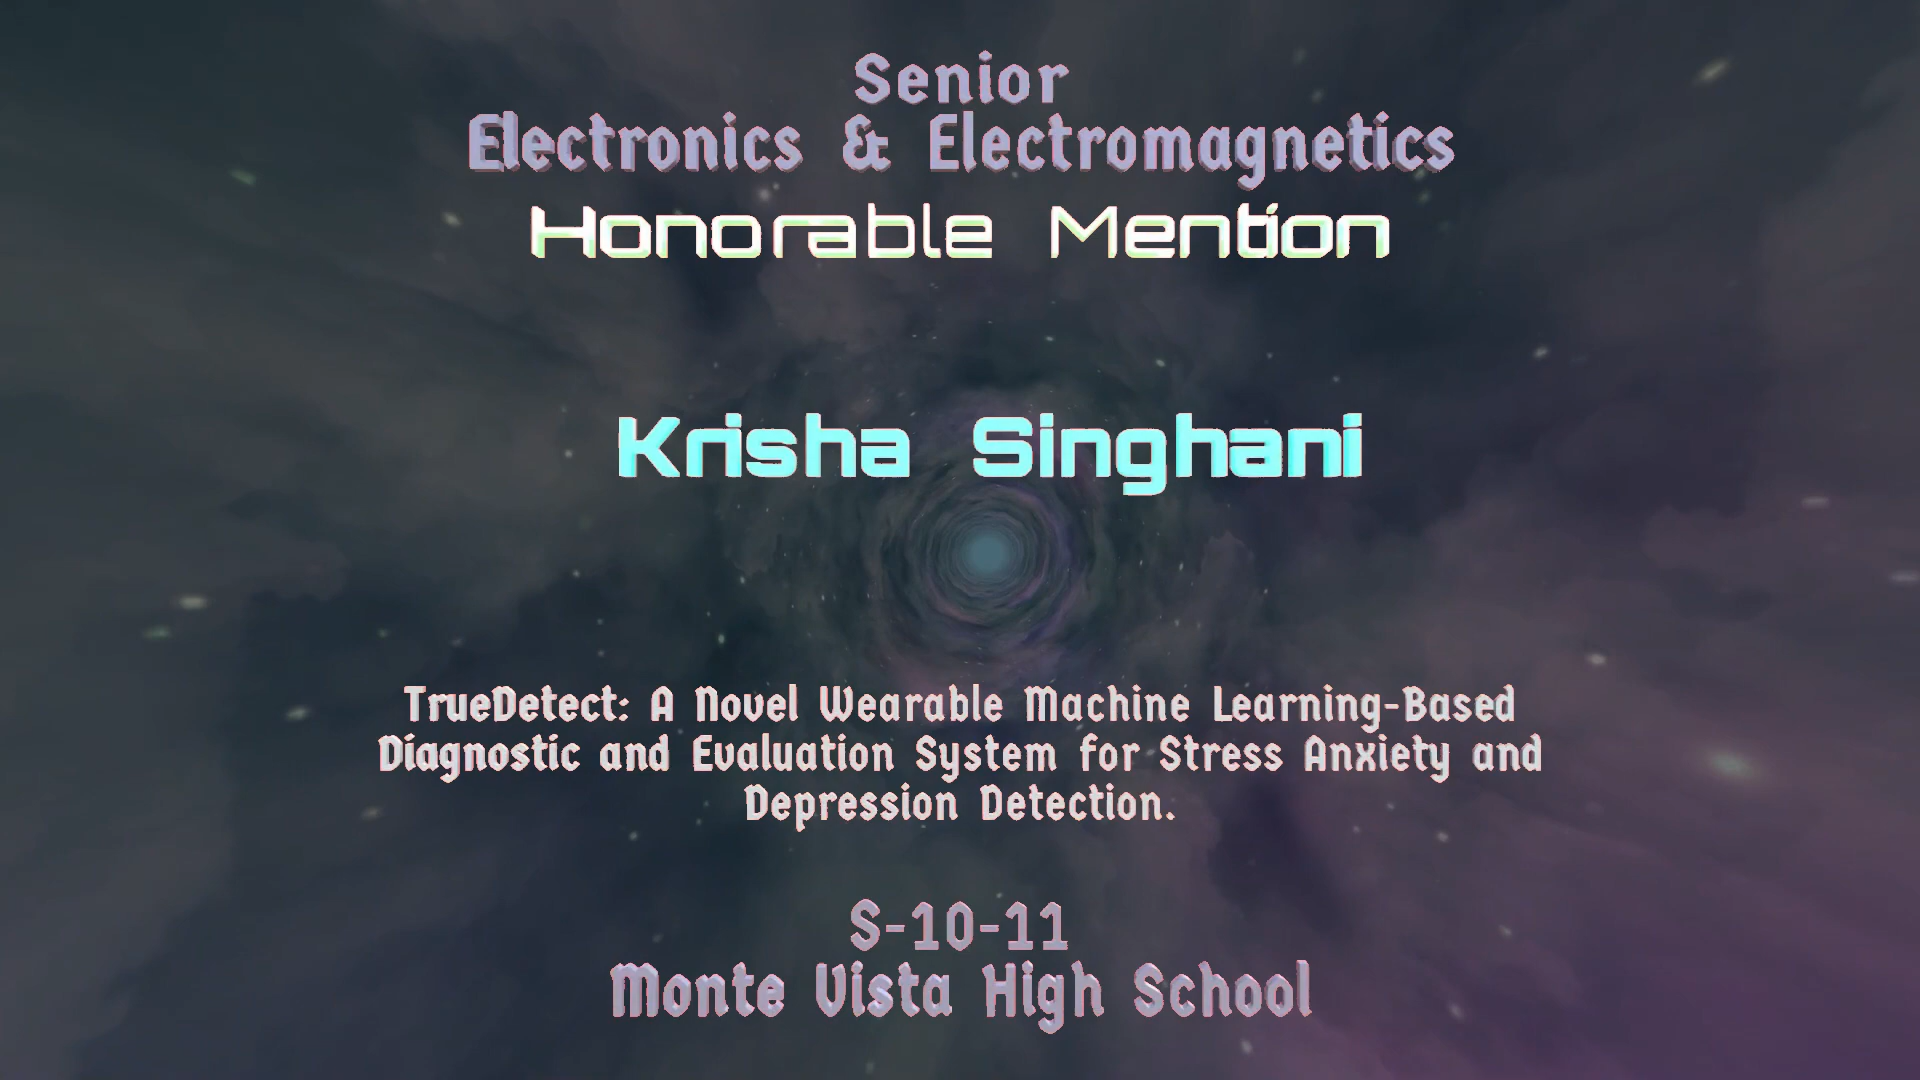 Senior
Electronics & Electromagnetics
Honorable Mention
Krisha Singhani
TrueDetect: A Novel Wearable Machine Learning-Based
Diagnostic and Evaluation System for Stress Anxiety and
Depression Detection.
S-10-11
Monte Vista High School